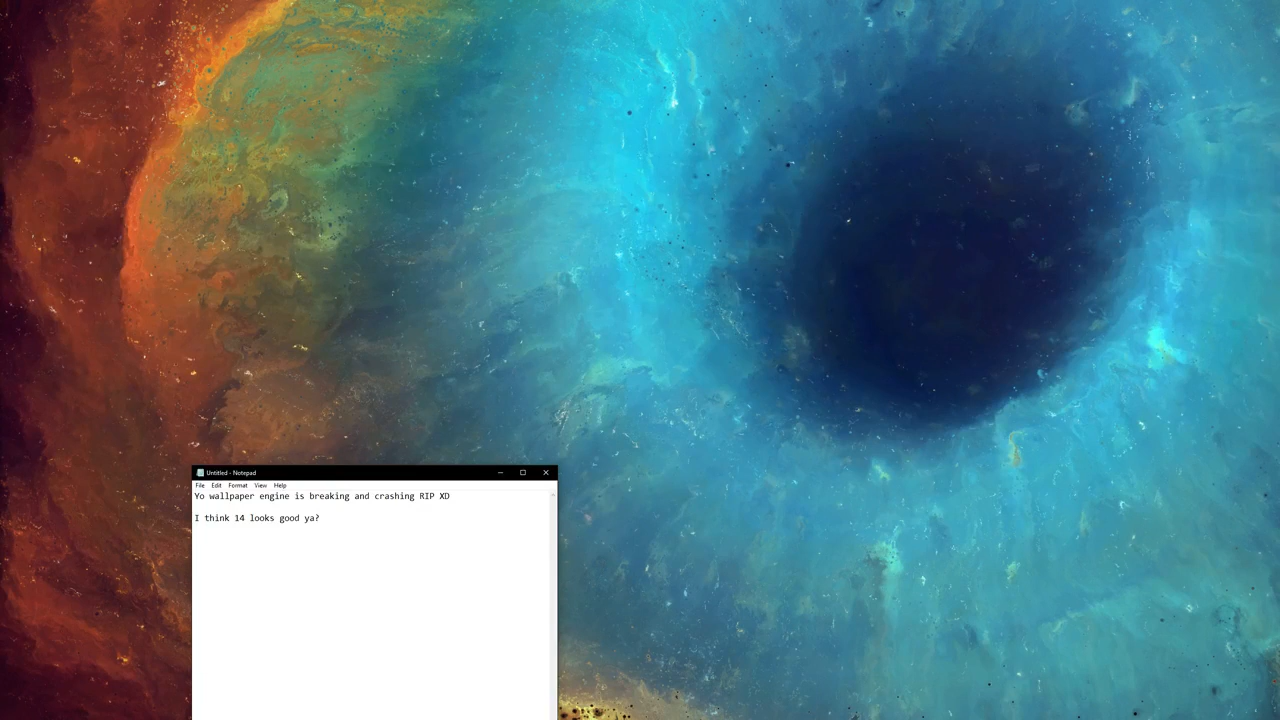 Untitled - Notepad
File Edit Format View Help
Yo wallpaper engine is breaking and crashing RIP XD
I think 14 looks good ya?